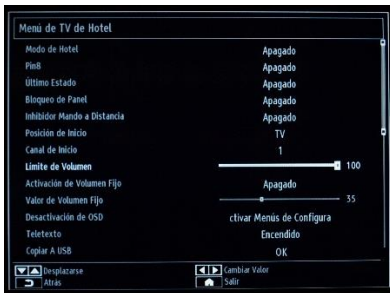 Menú de TV de Hotel
Modo de Hotel Apagado
Pin8 Apagado
Último Estado Apagado
Bloqueo de Panel Apagado
Inhibidor Mando a Distancia Apagado
Posición de Inicio TV
Canal de Inicio 1
Límite de Volumen 100
Activación de Volumen Fijo Apagado
Valor de Volumen Fijo 35
Desactivación de OSD ctivar Menús de Configura
Teletexto Encendido
Copiar A USB OK
Desplazarse Cambiar Valor
Atrás Salir